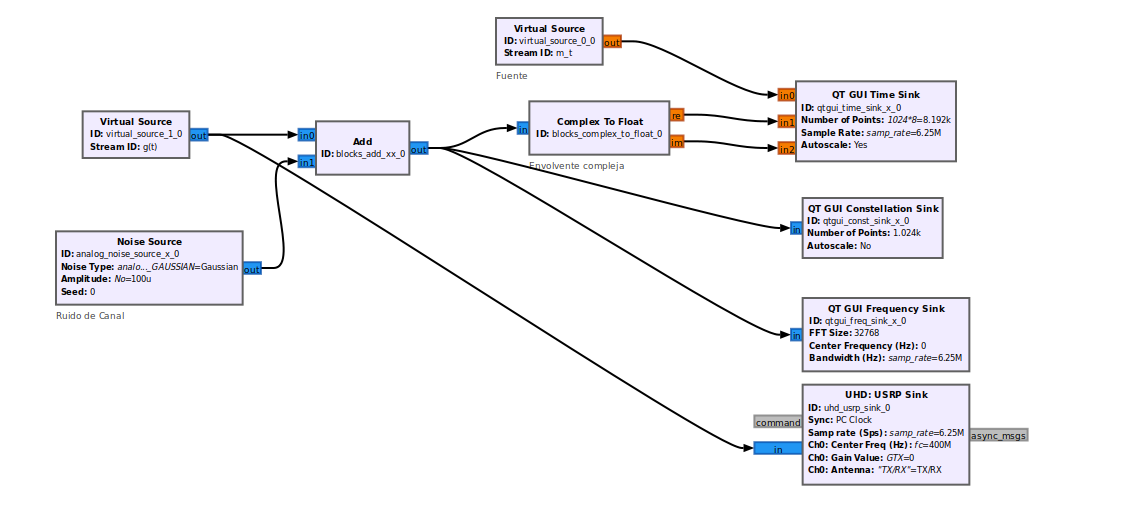 Virtual Source
ID: virtual_source_0_0
Stream ID: m_t
out
Fuente
Virtual Source
ID: virtual_source_1_0
Stream ID: g(t)
out
in0
in1
Add
ID: blocks_add_xx_0
out
in
Complex To Float
ID: blocks_complex_to_float_0
re
im
Envolvente compleja
in0
in1
in2
QT GUI Time Sink
ID: qtgui_time_sink_x_0
Number of Points: 1024*8=8.192k
Sample Rate: samp_rate=6.25M
Autoscale: Yes
in
QT GUI Constellation Sink
ID: qtgui_const_sink_x_0
Number of Points: 1.024k
Autoscale: No
Noise Source
ID: analog_noise_source_x_0
Noise Type: analo..._GAUSSIAN=Gaussian
Amplitude: No=100u
Seed: 0
out
Ruido de Canal
in
QT GUI Frequency Sink
ID: qtgui_freq_sink_x_0
FFT Size: 32768
Center Frequency (Hz): 0
Bandwidth (Hz): samp_rate=6.25M
command
in
UHD: USRP Sink
ID: uhd_usrp_sink_0
Sync: PC Clock
Samp rate (Sps): samp_rate=6.25M
Ch0: Center Freq (Hz): fc=400M
Ch0: Gain Value: GTX=0
Ch0: Antenna: "TX/RX"=TX/RX
async_msgs